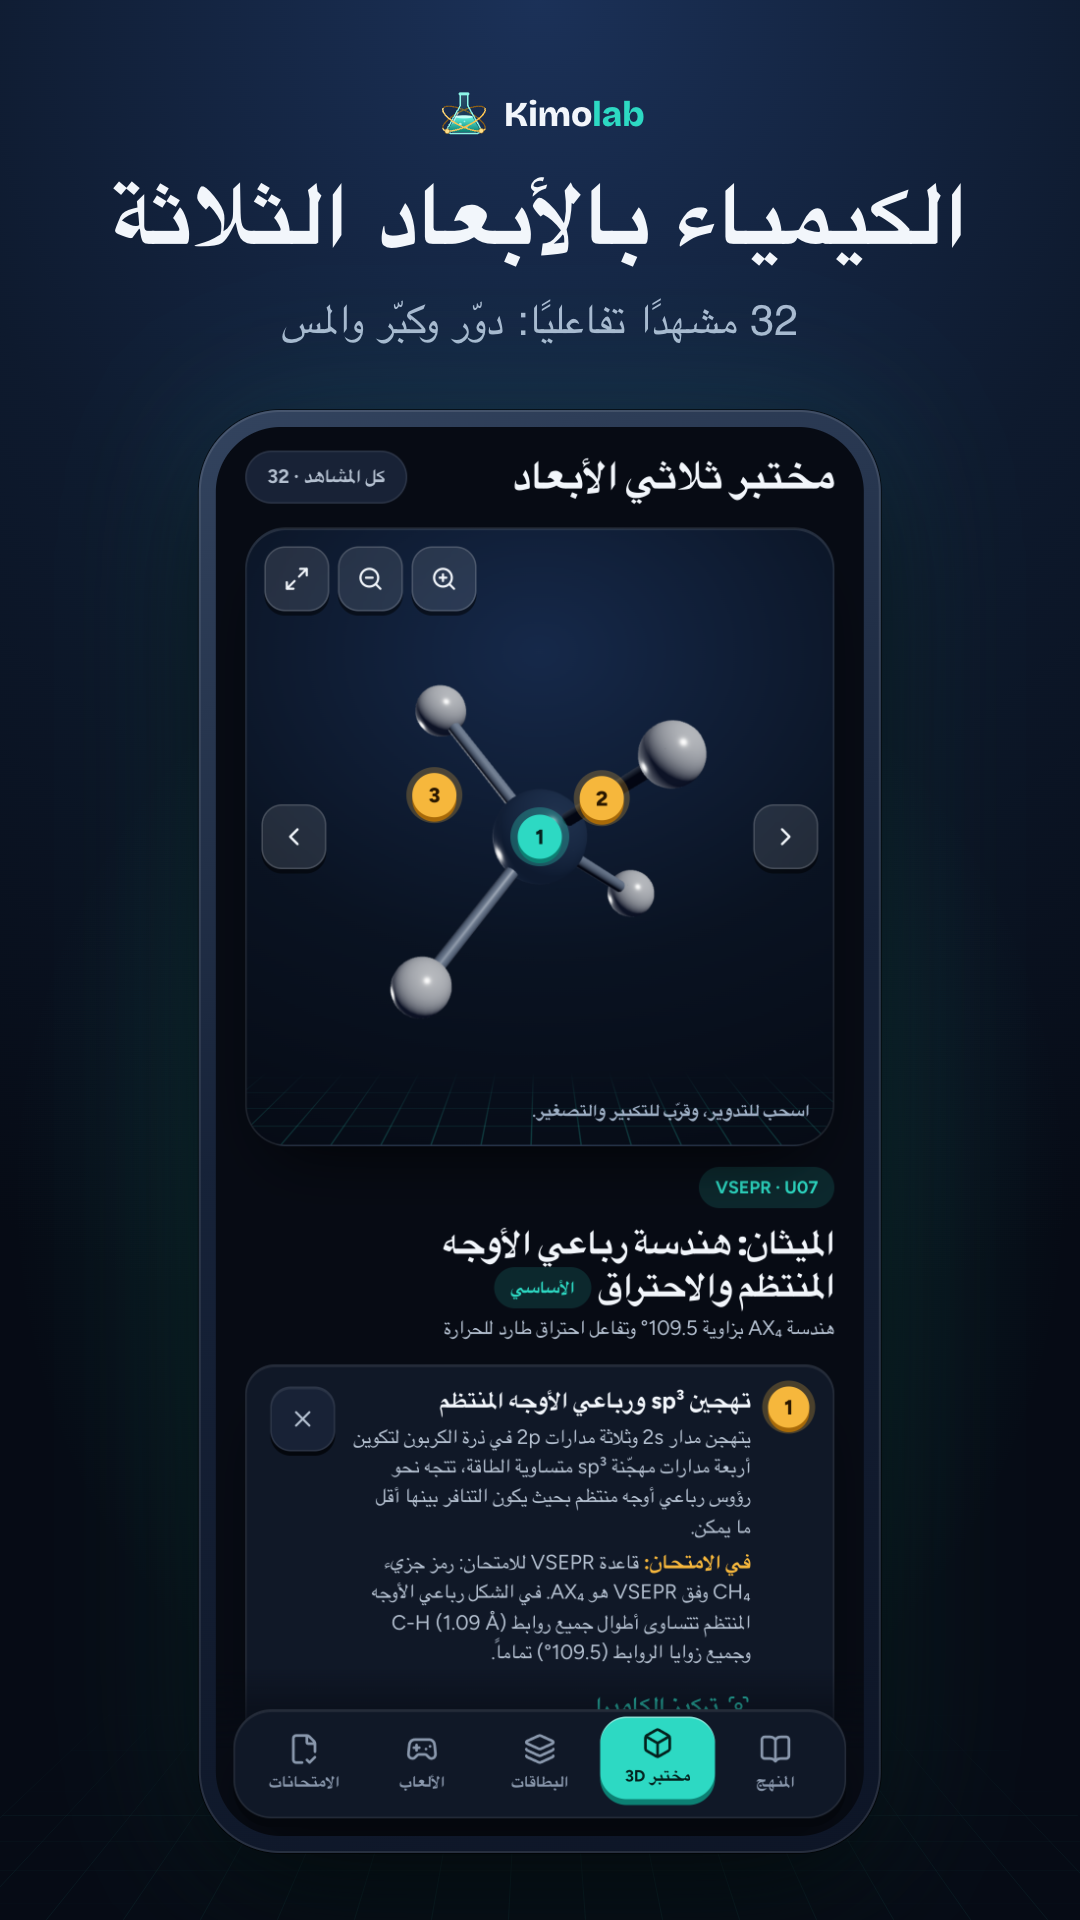 Kimolab
الكيمياء بالأبعاد الثلاثة
32 مشهدًا تفاعليًا: دوّر وكبّر والمس
مختبر ثلاثي الأبعاد
كل المشاهد · 32
3
2
1
اسحب للتدوير، وقرّب للتكبير والتصغير.
VSEPR · U07
الميثان: هندسة رباعي الأوجه
المنتظم والاحتراق الأساسي
هندسة AX₄ بزاوية 109.5° وتفاعل احتراق طارد للحرارة
1
تهجين sp³ ورباعي الأوجه المنتظم
يتهجن مدار 2s وثلاثة مدارات 2p في ذرة الكربون لتكوين
أربعة مدارات مهجّنة sp³ متساوية الطاقة، تتجه نحو
رؤوس رباعي أوجه منتظم بحيث يكون التنافر بينها أقل
ما يمكن.
في الامتحان: قاعدة VSEPR للامتحان: رمز جزيء
CH₄ وفق VSEPR هو AX₄. في الشكل رباعي الأوجه
المنتظم تتساوى أطوال جميع روابط C-H (1.09 Å)
وجميع زوايا الروابط (109.5°) تماماً.
تركيز الكاميرا
المنهج
مختبر 3D
البطاقات
الألعاب
الامتحانات